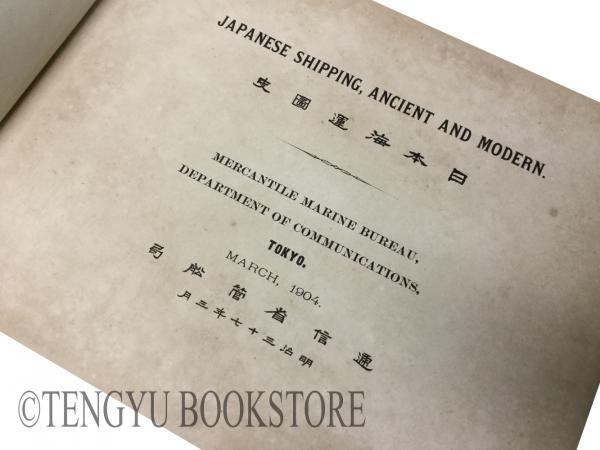 JAPANESE SHIPPING, ANCIENT AND MODERN.
日本海運圖史
MERCANTILE MARINE BUREAU,
DEPARTMENT OF COMMUNICATIONS,
TOKYO.
MARCH, 1904.
遞信省管船局
明治三十七年三月
©TENGYU BOOKSTORE